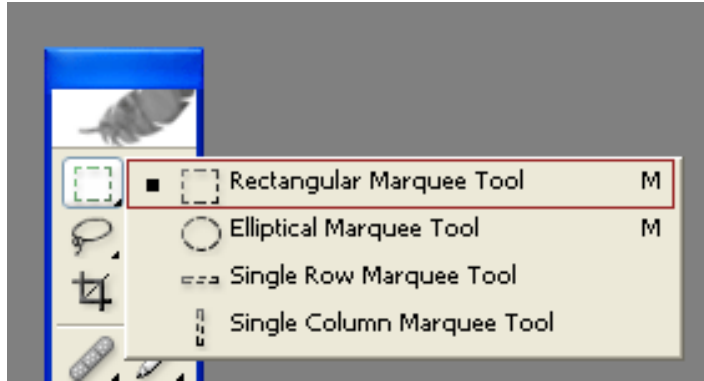 Rectangular Marquee Tool M
Elliptical Marquee Tool M
Single Row Marquee Tool
Single Column Marquee Tool